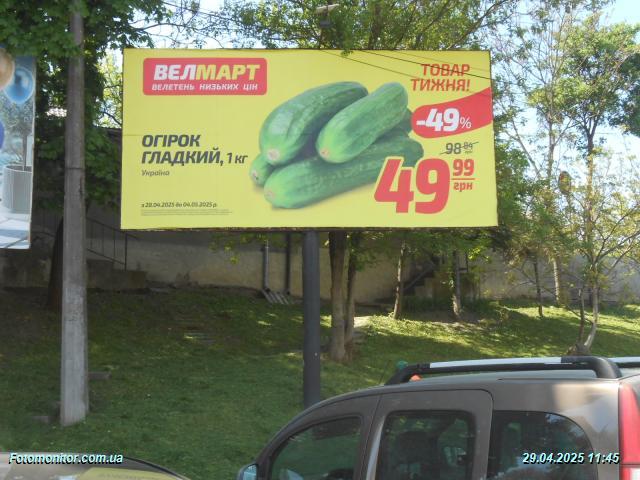 ВЕЛМАРТ
ВЕЛЕТЕНЬ НИЗЬКИХ ЦІН
ТОВАР
ТИЖНЯ!
-49%
98 84
49 99
ГРН
ОГІРОК
ГЛАДКИЙ, 1 КГ
Україна
з 28.04.2025 до 04.05.2025 р.
Fotomonitor.com.ua
29.04.2025 11:45